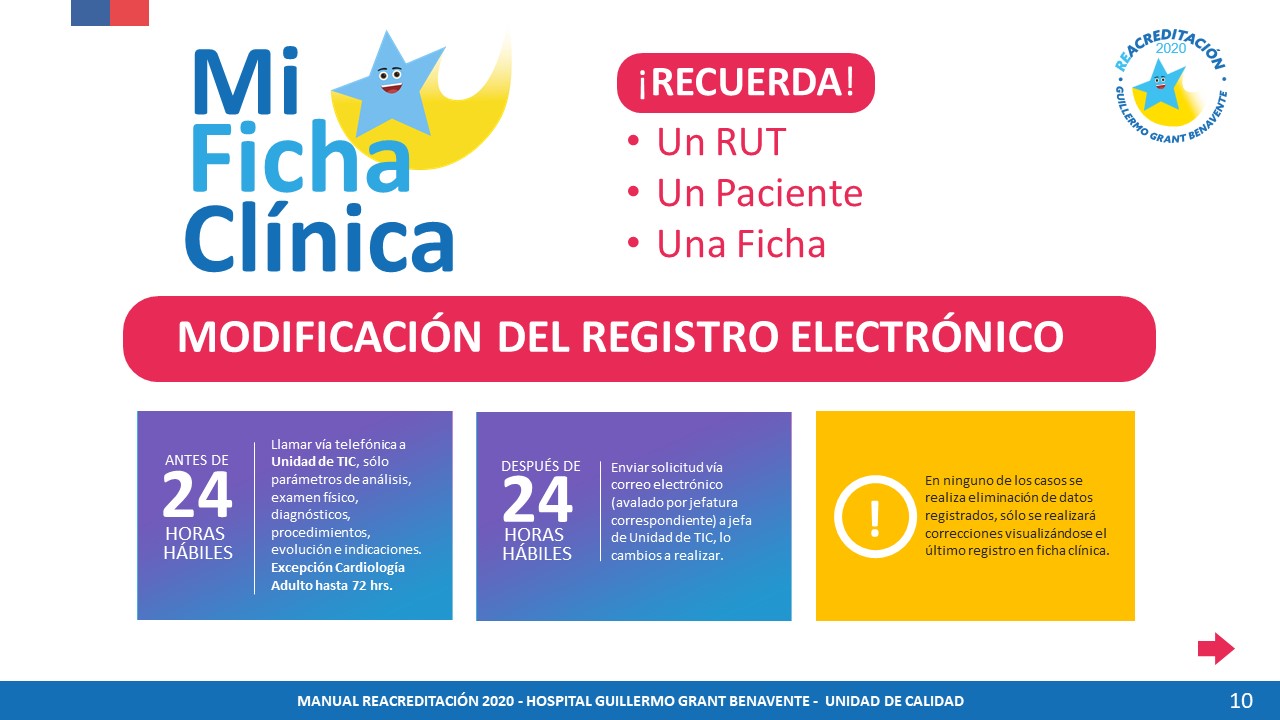 Mi
Ficha
Clínica
¡RECUERDA!
• Un RUT
• Un Paciente
• Una Ficha
REACREDITACIÓN
2020
• GUILLERMO GRANT BENAVENTE •
MODIFICACIÓN DEL REGISTRO ELECTRÓNICO
ANTES DE
24
HORAS
HÁBILES
Llamar vía telefónica a
Unidad de TIC, sólo
parámetros de análisis,
examen físico,
diagnósticos,
procedimientos,
evolución e indicaciones.
Excepción Cardiología
Adulto hasta 72 hrs.
DESPUÉS DE
24
HORAS
HÁBILES
Enviar solicitud vía
correo electrónico
(avalado por jefatura
correspondiente) a jefa
de Unidad de TIC, lo
cambios a realizar.
!
En ninguno de los casos se
realiza eliminación de datos
registrados, sólo se realizará
correcciones visualizándose el
último registro en ficha clínica.
MANUAL REACREDITACIÓN 2020 - HOSPITAL GUILLERMO GRANT BENAVENTE - UNIDAD DE CALIDAD
10